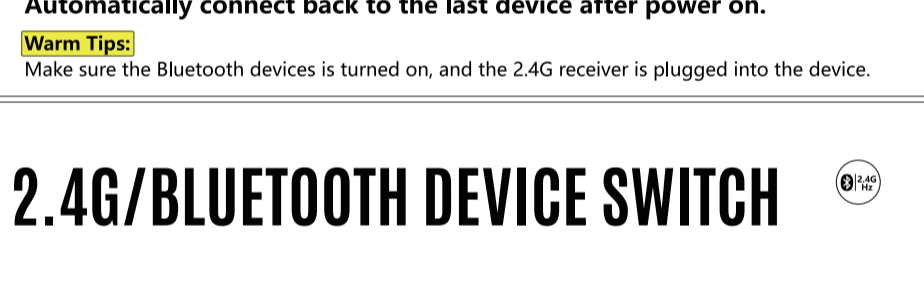 Automatically connect back to the last device after power on.
Warm Tips:
Make sure the Bluetooth devices is turned on, and the 2.4G receiver is plugged into the device.
2.4G/BLUETOOTH DEVICE SWITCH
2.4G
Hz